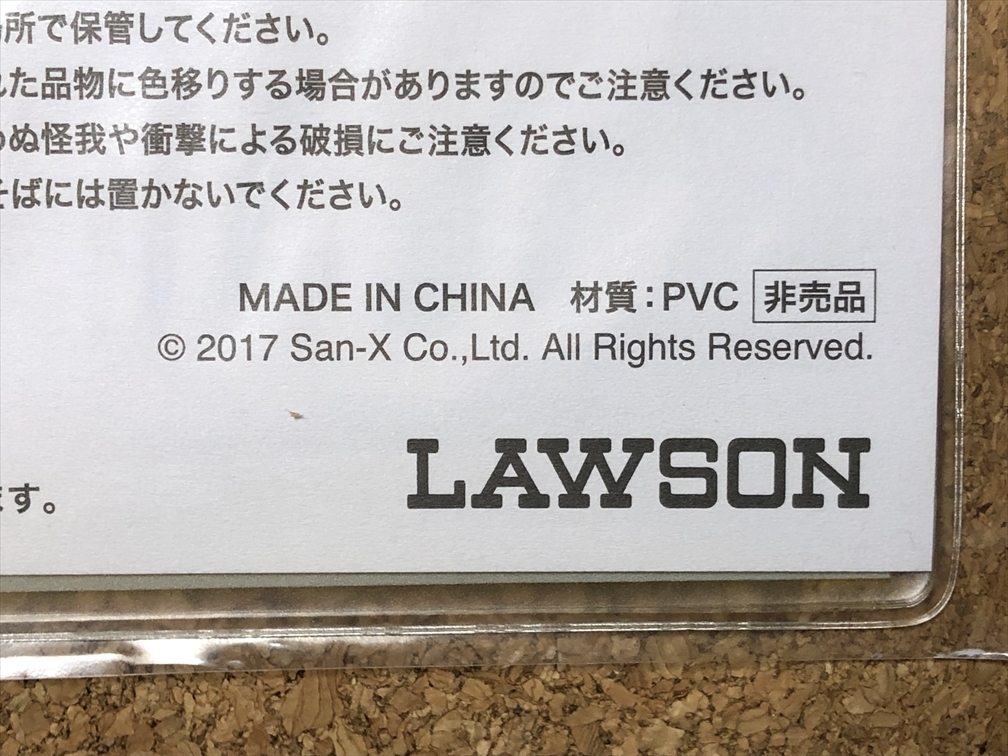 所で保管してください。
れた品物に色移りする場合がありますのでご注意ください。
わぬ怪我や衝撃による破損にご注意ください。
そばには置かないでください。
MADE IN CHINA 材質：PVC 非売品
© 2017 San-X Co.,Ltd. All Rights Reserved.
LAWSON
ます。